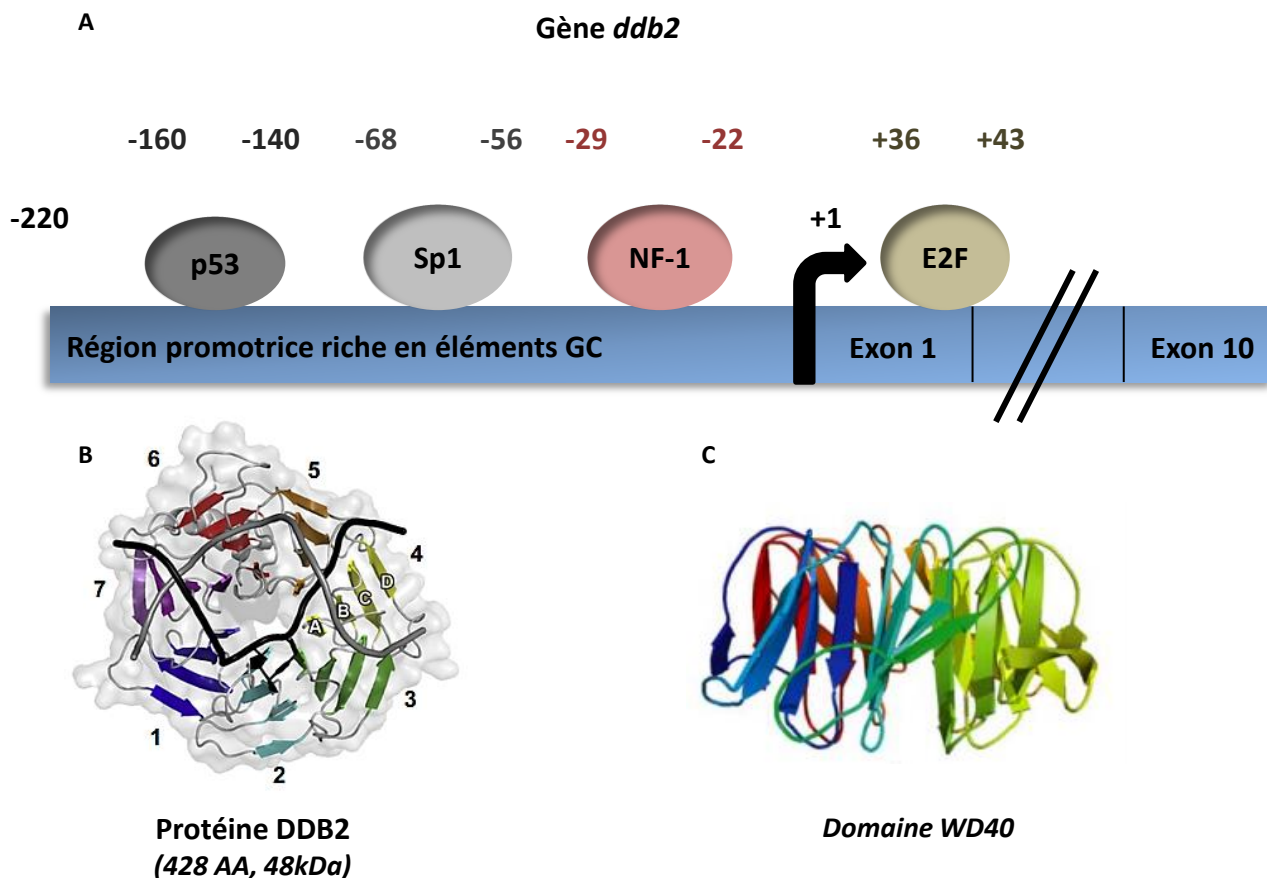 A
Gène ddb2
-160 -140 -68 -56 -29 -22 +36 +43
-220
+1
p53 Sp1 NF-1 E2F
Région promotrice riche en éléments GC Exon 1 Exon 10
B
C
6
5
4
7
D
C
B
A
3
1
2
Protéine DDB2
(428 AA, 48kDa)
Domaine WD40